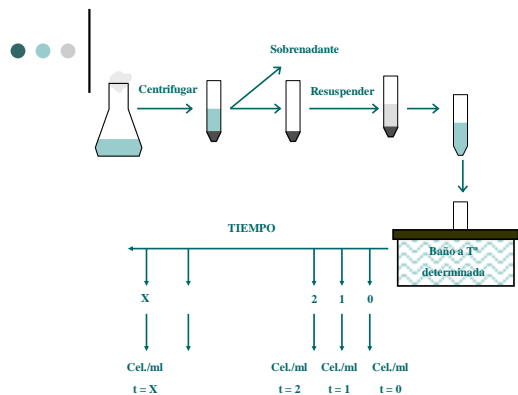 Sobrenadante
Centrifugar
Resuspender
TIEMPO
Baño a Tª
determinada
X 2 1 0
Cel./ml Cel./ml Cel./ml Cel./ml
t = X t = 2 t = 1 t = 0